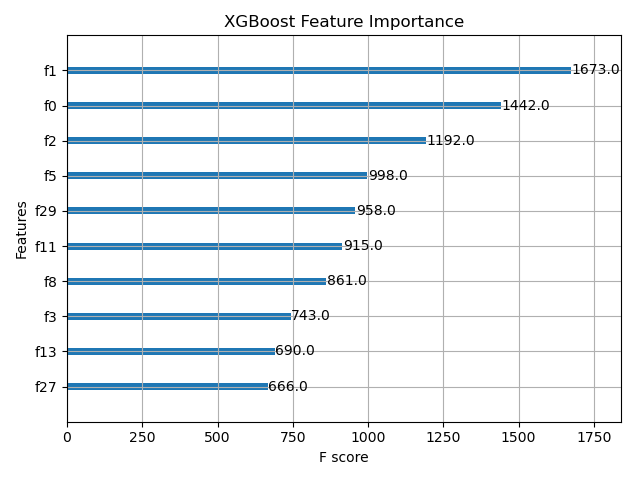 XGBoost Feature Importance
f1 1673.0
f0 1442.0
f2 1192.0
f5 998.0
f29 958.0
f11 915.0
f8 861.0
f3 743.0
f13 690.0
f27 666.0
Features
0 250 500 750 1000 1250 1500 1750
F score